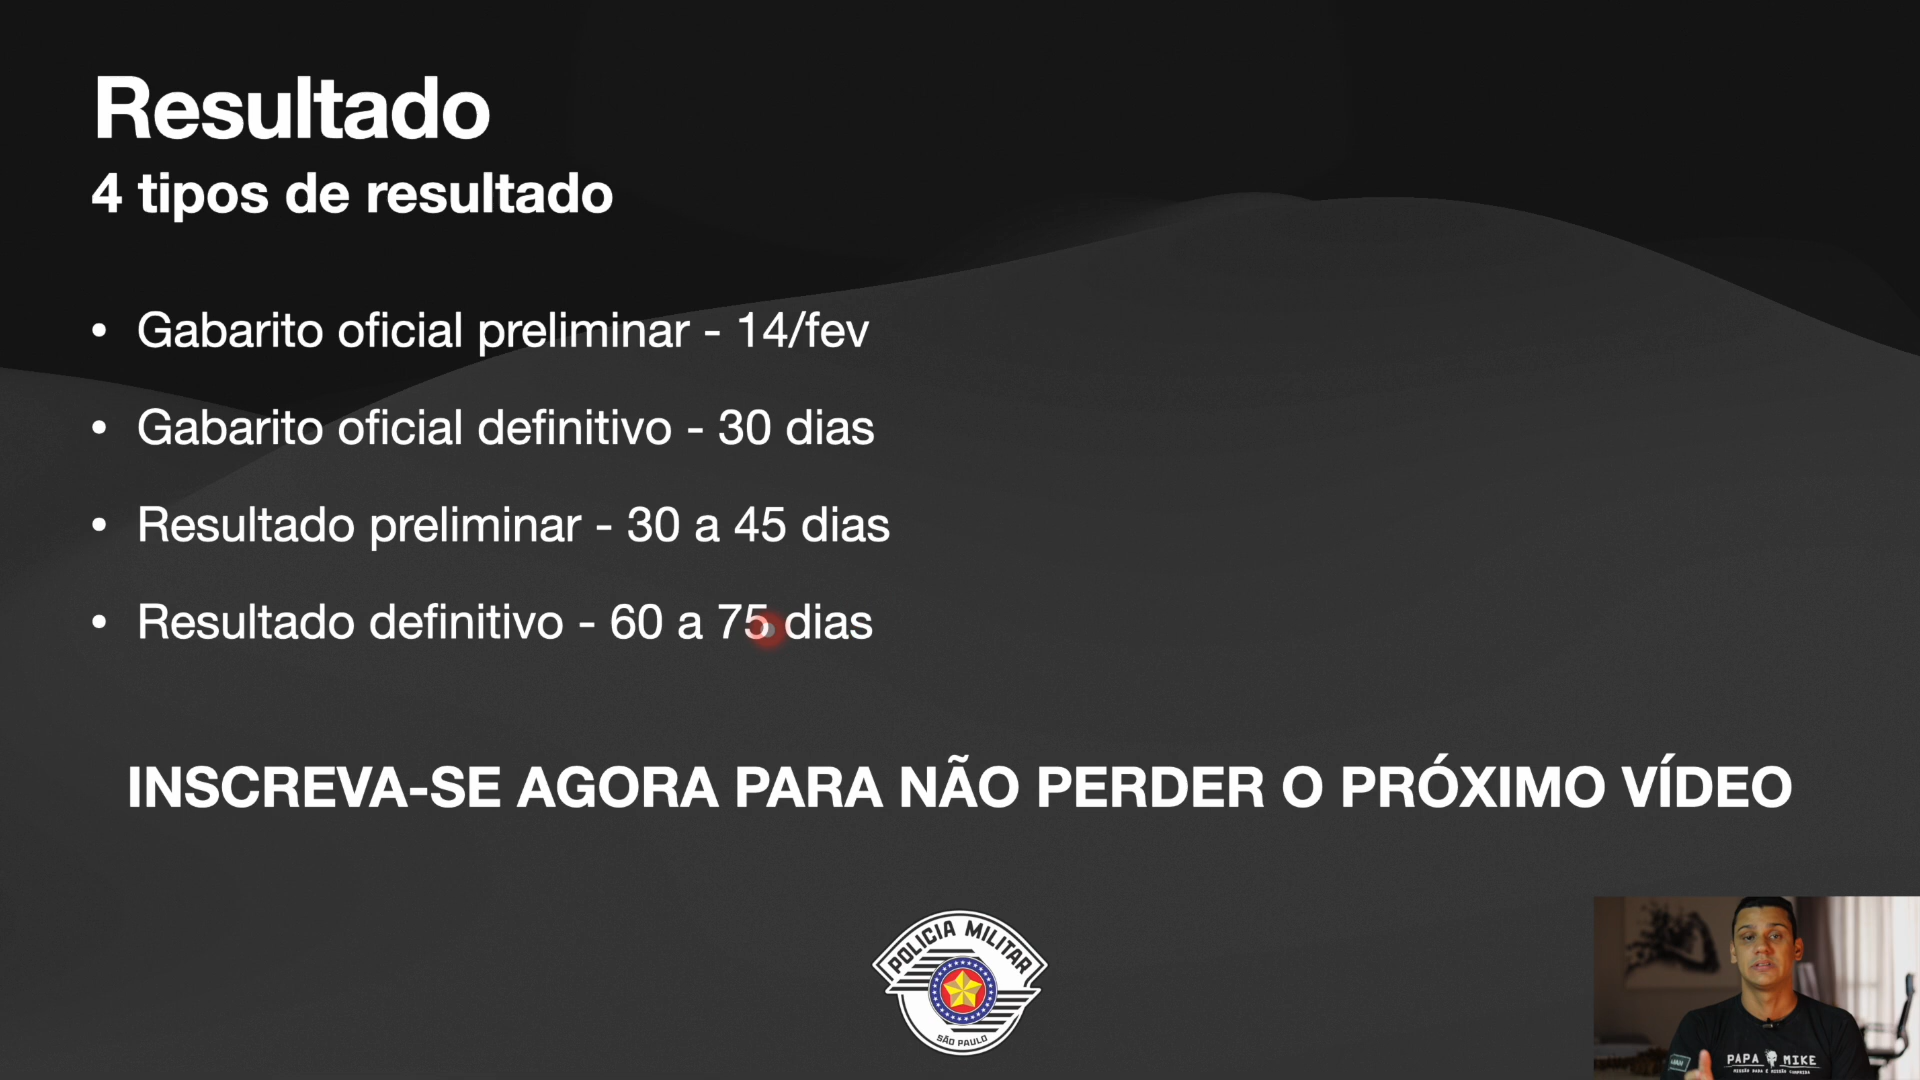 Resultado
4 tipos de resultado
• Gabarito oficial preliminar - 14/fev
• Gabarito oficial definitivo - 30 dias
• Resultado preliminar - 30 a 45 dias
• Resultado definitivo - 60 a 75 dias
INSCREVA-SE AGORA PARA NÃO PERDER O PRÓXIMO VÍDEO
POLICIA MILITAR
SÃO PAULO
PAPA MIKE